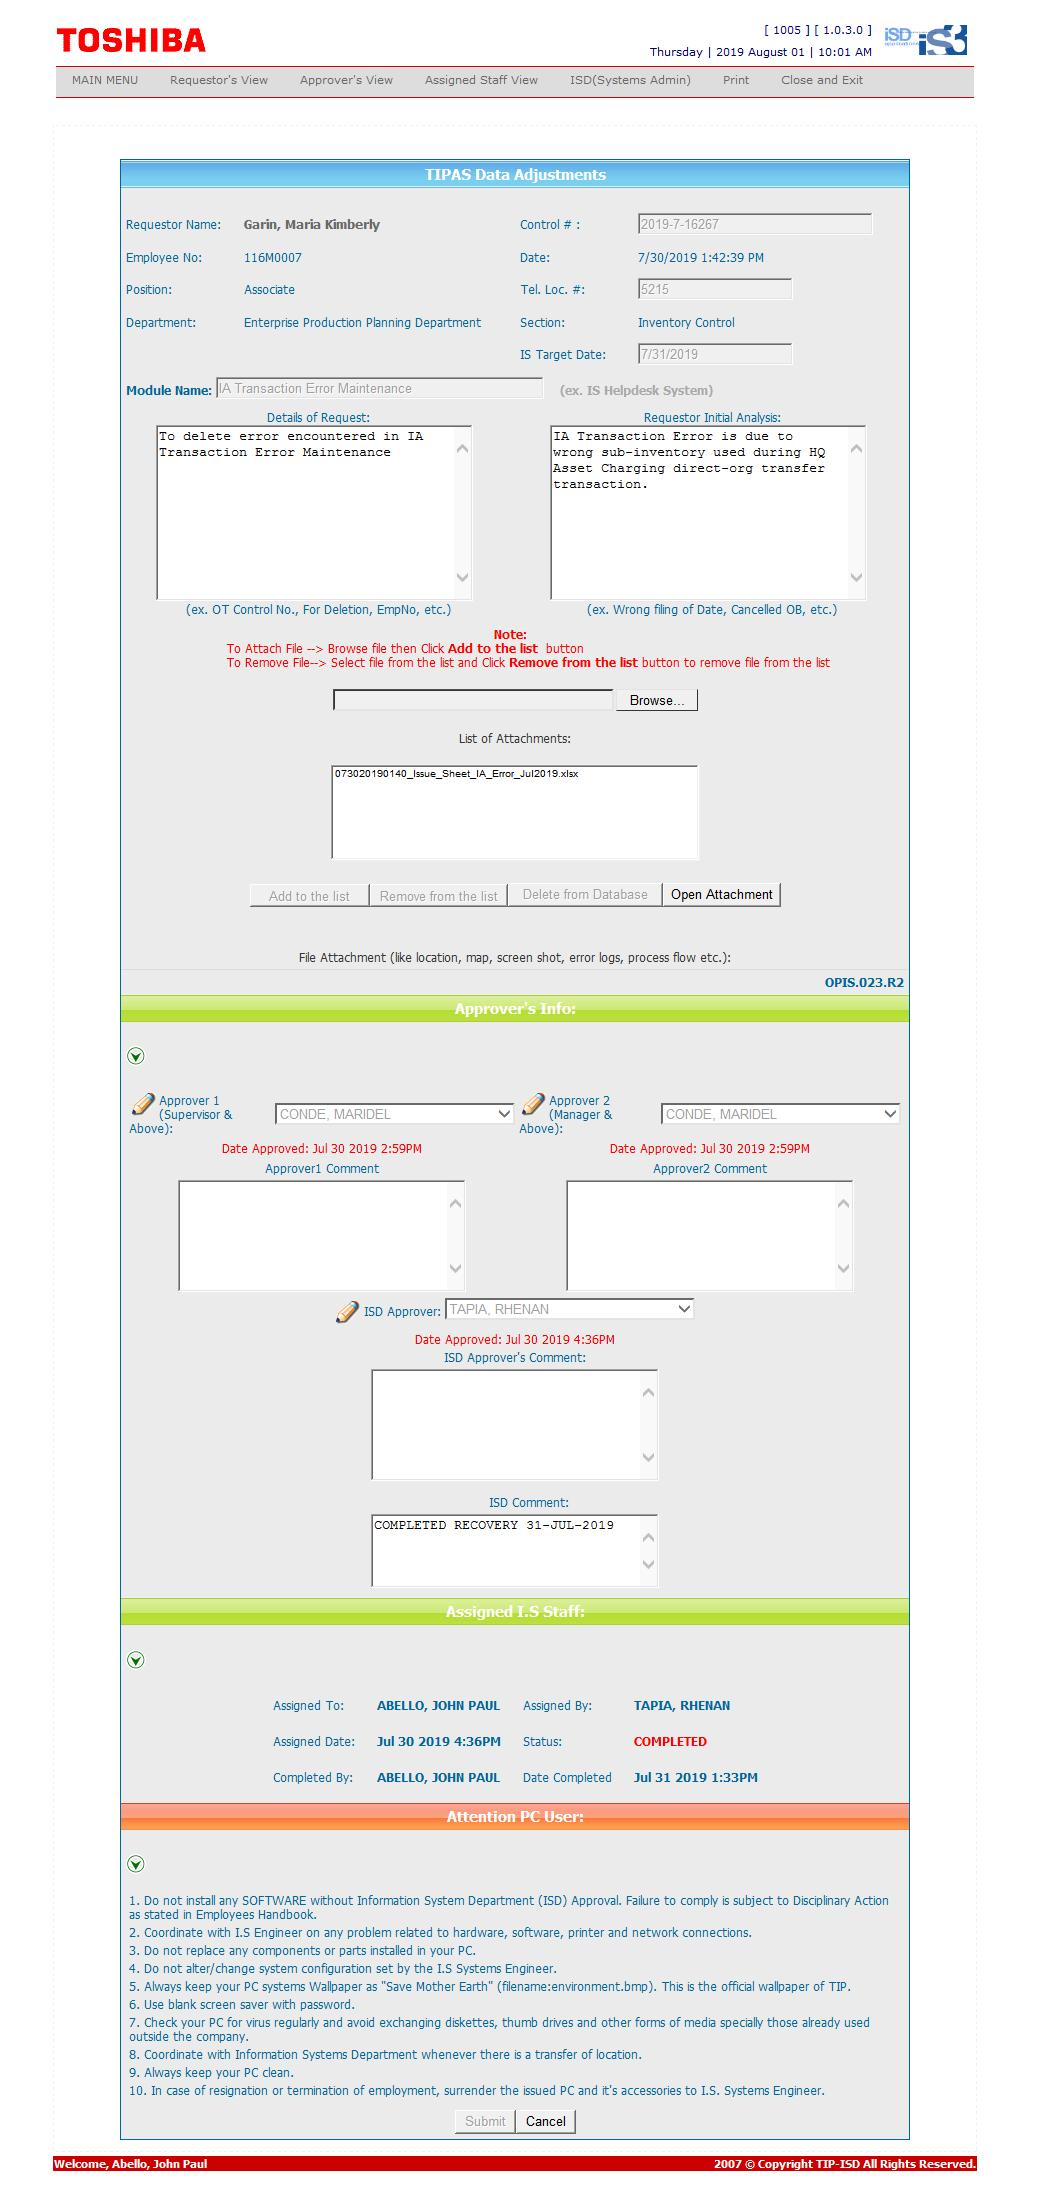 TOSHIBA
[ 1005 ] [ 1.0.3.0 ]
Thursday | 2019 August 01 | 10:01 AM
ISD iS3
MAIN MENU Requestor's View Approver's View Assigned Staff View ISD(Systems Admin) Print Close and Exit
TIPAS Data Adjustments
Requestor Name: Garin, Maria Kimberly Control # : 2019-7-16267
Employee No: 116M0007 Date: 7/30/2019 1:42:39 PM
Position: Associate Tel. Loc. #: 5215
Department: Enterprise Production Planning Department Section: Inventory Control
IS Target Date: 7/31/2019
Module Name: IA Transaction Error Maintenance (ex. IS Helpdesk System)
Details of Request:
To delete error encountered in IA
Transaction Error Maintenance
(ex. OT Control No., For Deletion, EmpNo, etc.)
Requestor Initial Analysis:
IA Transaction Error is due to
wrong sub-inventory used during HQ
Asset Charging direct-org transfer
transaction.
(ex. Wrong filing of Date, Cancelled OB, etc.)
Note:
To Attach File --> Browse file then Click Add to the list button
To Remove File--> Select file from the list and Click Remove from the list button to remove file from the list
Browse...
List of Attachments:
073020190140_Issue_Sheet_IA_Error_Jul2019.xlsx
Add to the list Remove from the list Delete from Database Open Attachment
File Attachment (like location, map, screen shot, error logs, process flow etc.):
OPIS.023.R2
Approver's Info:
Approver 1
(Supervisor &
Above):
CONDE, MARIDEL
Approver 2
(Manager &
Above):
CONDE, MARIDEL
Date Approved: Jul 30 2019 2:59PM Date Approved: Jul 30 2019 2:59PM
Approver1 Comment Approver2 Comment
ISD Approver: TAPIA, RHENAN
Date Approved: Jul 30 2019 4:36PM
ISD Approver's Comment:
ISD Comment:
COMPLETED RECOVERY 31-JUL-2019
Assigned I.S Staff:
Assigned To: ABELLO, JOHN PAUL Assigned By: TAPIA, RHENAN
Assigned Date: Jul 30 2019 4:36PM Status: COMPLETED
Completed By: ABELLO, JOHN PAUL Date Completed Jul 31 2019 1:33PM
Attention PC User:
1. Do not install any SOFTWARE without Information System Department (ISD) Approval. Failure to comply is subject to Disciplinary Action
as stated in Employees Handbook.
2. Coordinate with I.S Engineer on any problem related to hardware, software, printer and network connections.
3. Do not replace any components or parts installed in your PC.
4. Do not alter/change system configuration set by the I.S Systems Engineer.
5. Always keep your PC systems Wallpaper as "Save Mother Earth" (filename:environment.bmp). This is the official wallpaper of TIP.
6. Use blank screen saver with password.
7. Check your PC for virus regularly and avoid exchanging diskettes, thumb drives and other forms of media specially those already used
outside the company.
8. Coordinate with Information Systems Department whenever there is a transfer of location.
9. Always keep your PC clean.
10. In case of resignation or termination of employment, surrender the issued PC and it's accessories to I.S. Systems Engineer.
Submit Cancel
Welcome, Abello, John Paul 2007 © Copyright TIP-ISD All Rights Reserved.